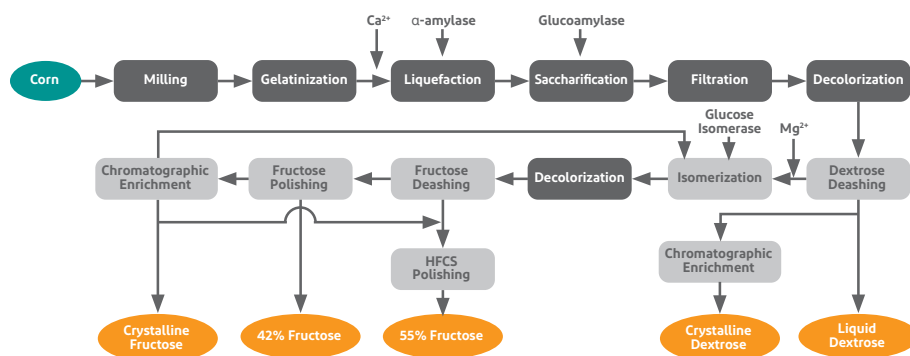 Ca²⁺
α-amylase
Glucoamylase
Corn
Milling
Gelatinization
Liquefaction
Saccharification
Filtration
Decolorization
Glucose
Isomerase
Mg²⁺
Chromatographic
Enrichment
Fructose
Polishing
Fructose
Deashing
Decolorization
Isomerization
Dextrose
Deashing
HFCS
Polishing
Chromatographic
Enrichment
Crystalline
Fructose
42% Fructose
55% Fructose
Crystalline
Dextrose
Liquid
Dextrose